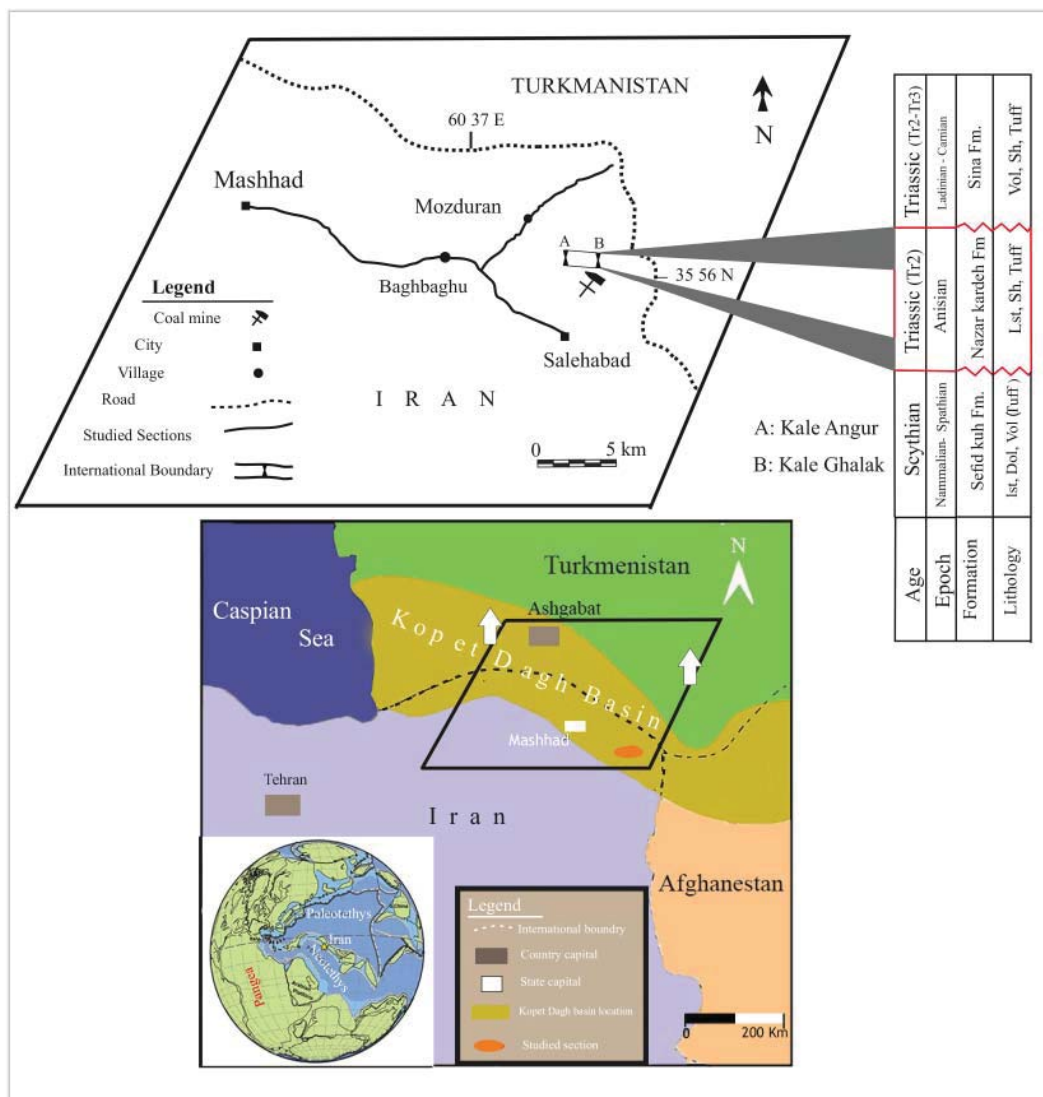 TURKMANISTAN
60 37 E
N
Mashhad
Mozduran
A
B
Baghbaghu
35 56 N
Salehabad
I R A N
0 5 km
Legend
Coal mine
City
Village
Road
Studied Sections
International Boundary
A: Kale Angur
B: Kale Ghalak
Triassic (Tr2-Tr3)
Ladinian - Carnian
Sina Fm.
Vol, Sh, Tuff
Triassic (Tr2)
Anisian
Nazar kardeh Fm
Lst, Sh, Tuff
Scythian
Nammalian- Spathian
Sefid kuh Fm.
lst, Dol, Vol (Tuff)
Age
Epoch
Formation
Lithology
Caspian
Sea
Turkmenistan
N
Ashgabat
Kopet Dagh Basin
Mashhad
Tehran
Iran
Afghanestan
Paleotethys
Iran
Neotethys
Pangea
Legend
International boundry
Country capital
State capital
Kopet Dagh basin location
Studied section
0 200 Km